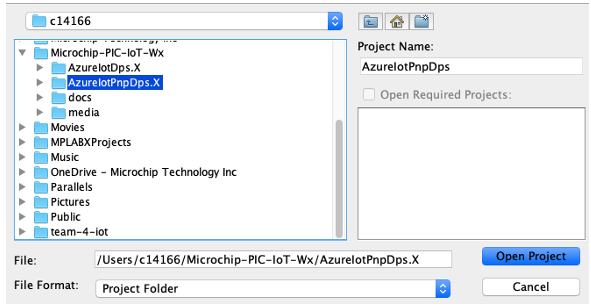 c14166
Project Name:
Microchip-PIC-IoT-Wx
AzureIotDps.X
AzureIotPnpDps
AzureIotPnpDps.X
Open Required Projects:
docs
media
Movies
MPLABXProjects
Music
OneDrive - Microchip Technology Inc
Parallels
Pictures
Public
team-4-iot
File:
/Users/c14166/Microchip-PIC-IoT-Wx/AzureIotPnpDps.X
Open Project
File Format:
Project Folder
Cancel